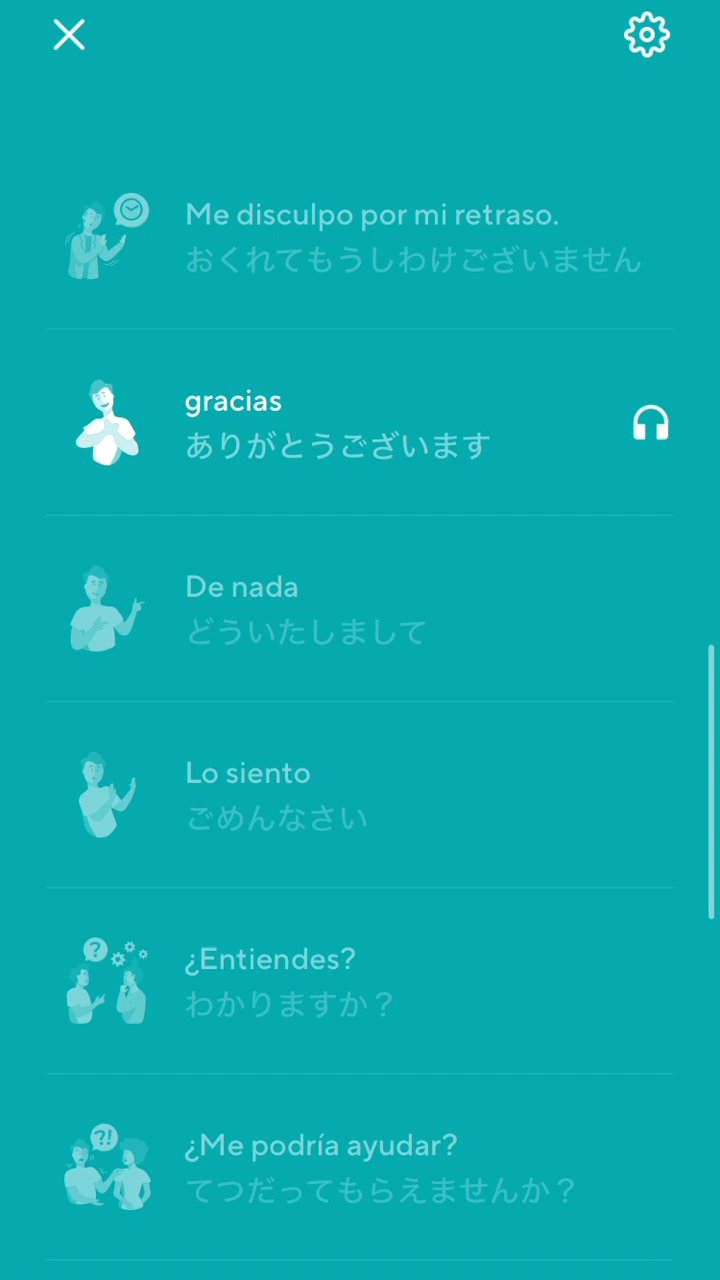 Me disculpo por mi retraso.
おくれてもうしわけございません
gracias
ありがとうございます
De nada
どういたしまして
Lo siento
ごめんなさい
?
¿Entiendes?
わかりますか？
?!
¿Me podría ayudar?
てつだってもらえませんか？